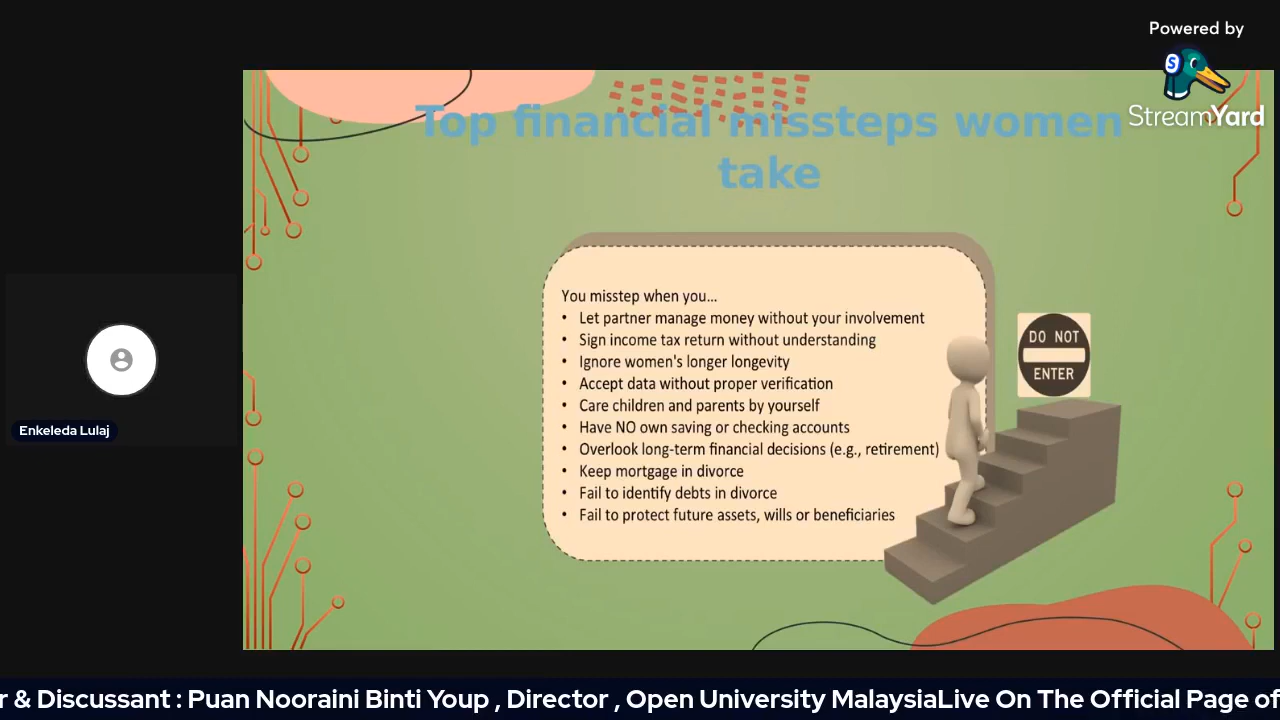 Powered by
StreamYard
Top financial missteps women
take
You misstep when you...
• Let partner manage money without your involvement
• Sign income tax return without understanding
• Ignore women's longer longevity
• Accept data without proper verification
• Care children and parents by yourself
• Have NO own saving or checking accounts
• Overlook long-term financial decisions (e.g., retirement)
• Keep mortgage in divorce
• Fail to identify debts in divorce
• Fail to protect future assets, wills or beneficiaries
DO NOT
ENTER
Enkeleda Lulaj
r & Discussant : Puan Nooraini Binti Youp , Director , Open University MalaysiaLive On The Official Page of